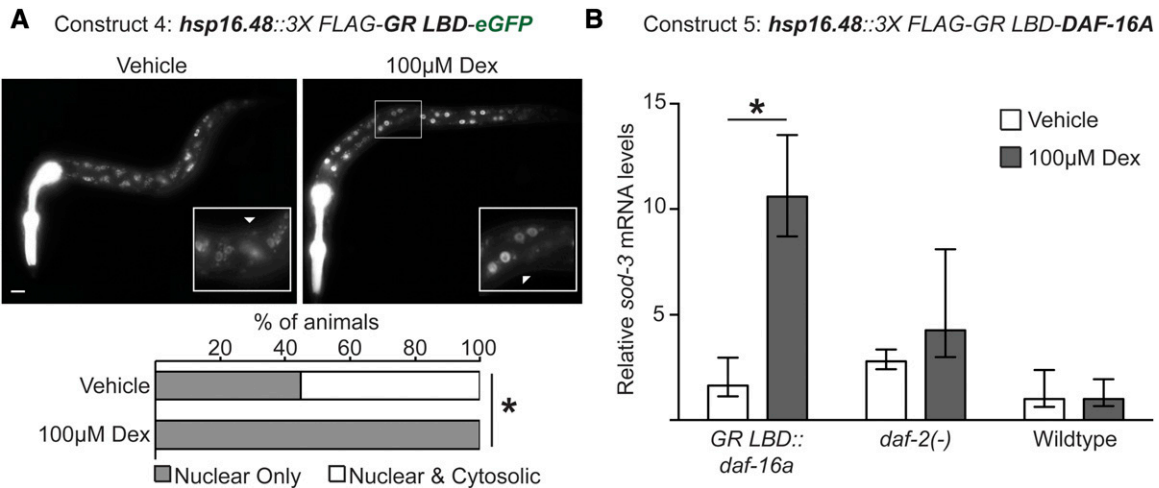 A Construct 4: hsp16.48::3X FLAG-GR LBD-eGFP
Vehicle
100µM Dex
% of animals
20 40 60 80 100
Vehicle
100µM Dex
*
Nuclear Only Nuclear & Cytosolic
B Construct 5: hsp16.48::3X FLAG-GR LBD-DAF-16A
Relative sod-3 mRNA levels
15
10
5
*
Vehicle
100µM Dex
GR LBD::
daf-16a
daf-2(-)
Wildtype